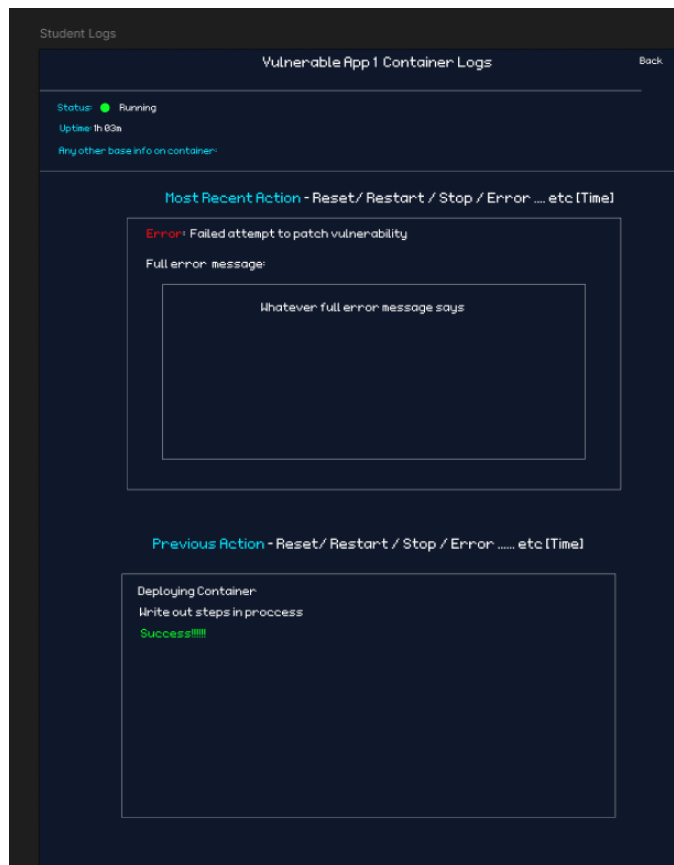 Student Logs
Vulnerable App 1 Container Logs
Back
Status: Running
Uptime: 1h 03m
Any other base info on container:
Most Recent Action - Reset/ Restart / Stop / Error .... etc [Time]
Error: Failed attempt to patch vulnerability
Full error message:
Whatever full error message says
Previous Action - Reset/ Restart / Stop / Error ...... etc [Time]
Deploying Container
Write out steps in proccess
Success!!!!!!